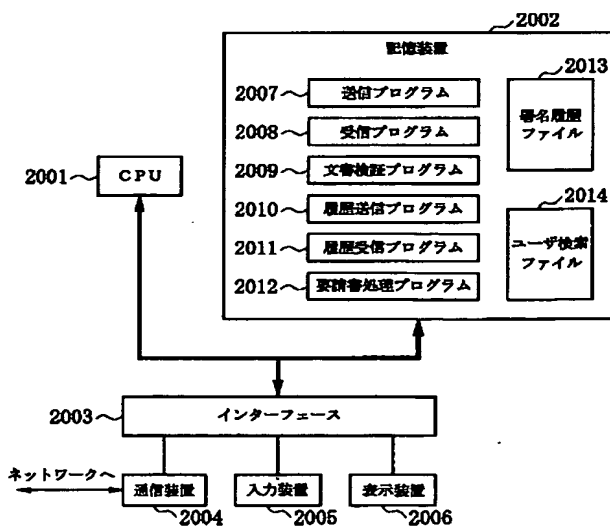 2002
記憶装置
2007 送信プログラム
2008 受信プログラム
2009 文書検証プログラム
2010 履歴送信プログラム
2011 履歴受信プログラム
2012 要請書処理プログラム
2013
署名履歴
ファイル
2014
ユーザ検索
ファイル
2001 CPU
2003 インターフェース
ネットワークへ
通信装置
2004
入力装置
2005
表示装置
2006